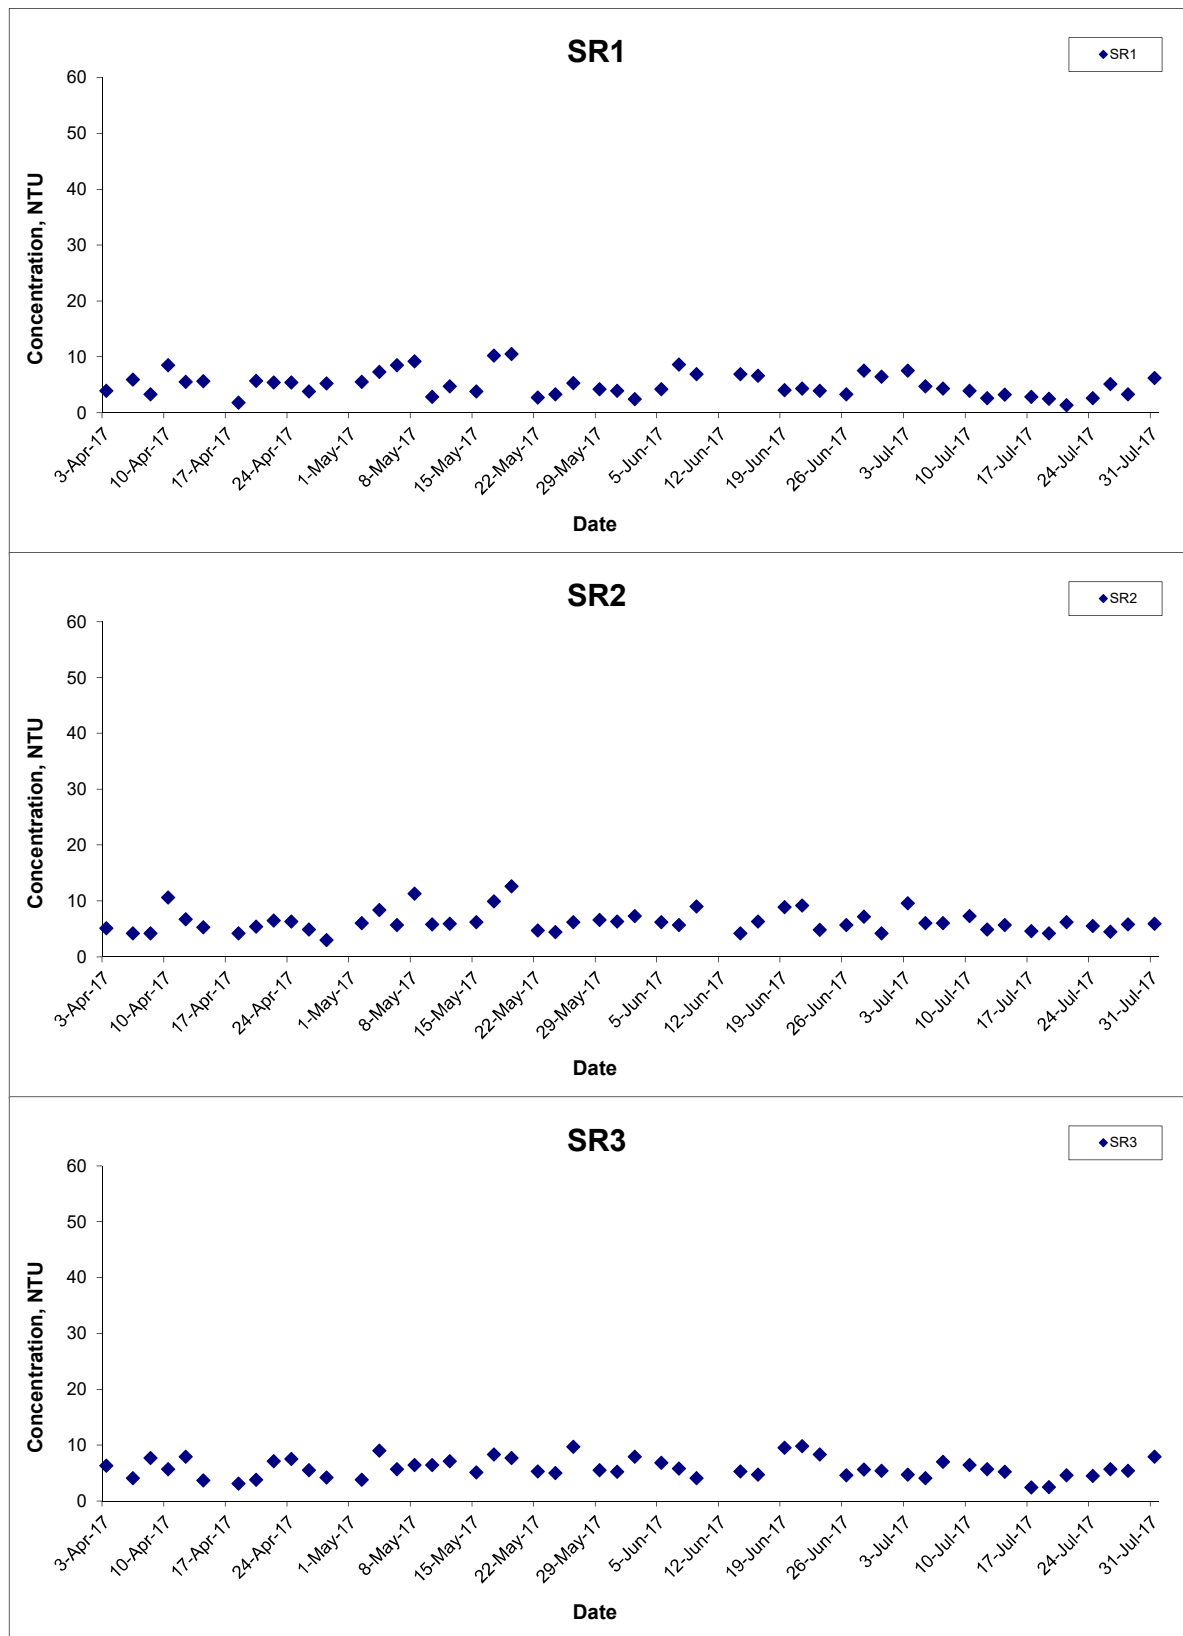 SR1
SR1
60
50
40
30
20
10
0
Concentration, NTU
3-Apr-17
10-Apr-17
17-Apr-17
24-Apr-17
1-May-17
8-May-17
15-May-17
22-May-17
29-May-17
5-Jun-17
12-Jun-17
19-Jun-17
26-Jun-17
3-Jul-17
10-Jul-17
17-Jul-17
24-Jul-17
31-Jul-17
Date
SR2
SR2
60
50
40
30
20
10
0
Concentration, NTU
3-Apr-17
10-Apr-17
17-Apr-17
24-Apr-17
1-May-17
8-May-17
15-May-17
22-May-17
29-May-17
5-Jun-17
12-Jun-17
19-Jun-17
26-Jun-17
3-Jul-17
10-Jul-17
17-Jul-17
24-Jul-17
31-Jul-17
Date
SR3
SR3
60
50
40
30
20
10
0
Concentration, NTU
3-Apr-17
10-Apr-17
17-Apr-17
24-Apr-17
1-May-17
8-May-17
15-May-17
22-May-17
29-May-17
5-Jun-17
12-Jun-17
19-Jun-17
26-Jun-17
3-Jul-17
10-Jul-17
17-Jul-17
24-Jul-17
31-Jul-17
Date